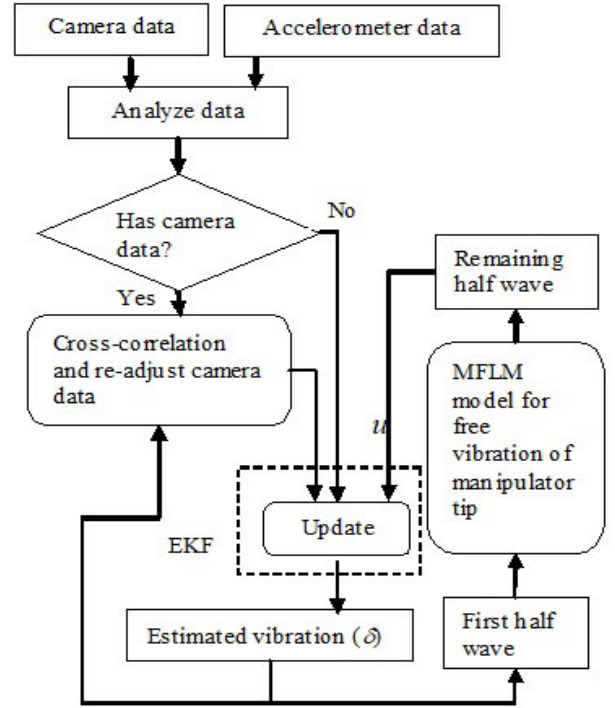 Camera data
Accelerometer data
Analyze data
Has camera
data?
No
Yes
Cross-correlation
and re-adjust camera
data
Remaining
half wave
MFLM
model for
free
vibration of
manipulator
tip
u
Update
EKF
Estimated vibration (δ)
First half
wave